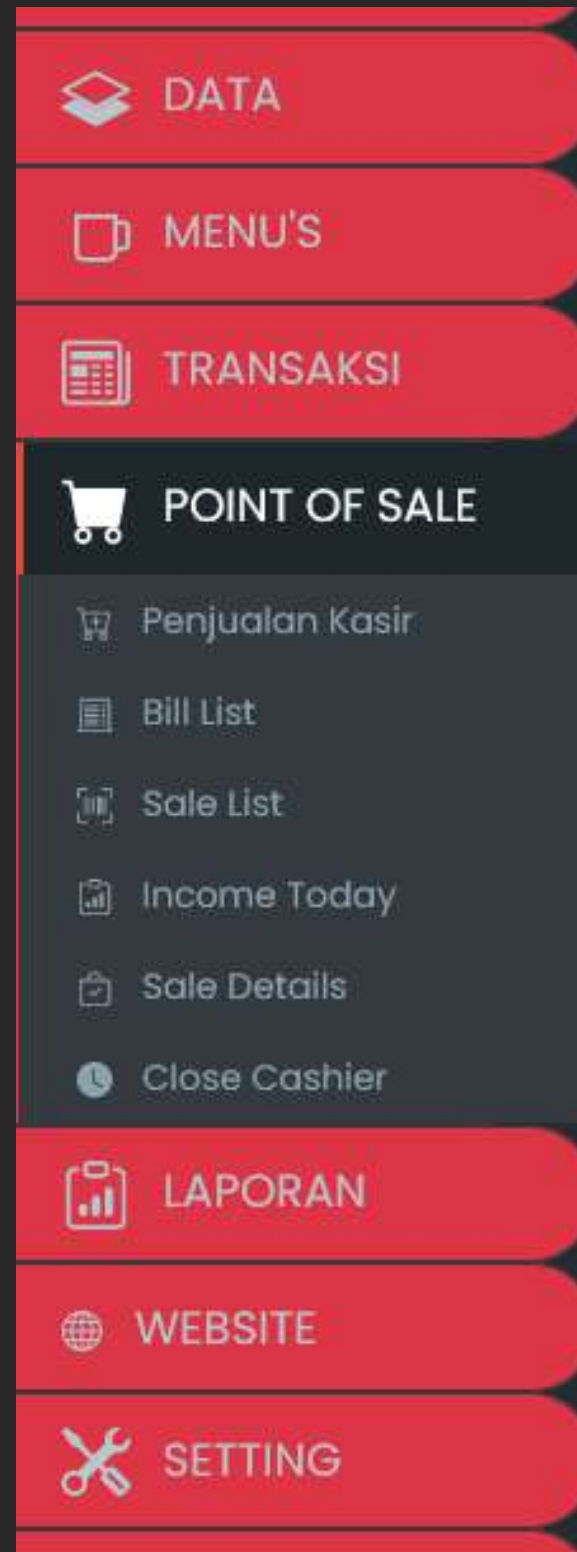 DATA
MENU'S
TRANSAKSI
POINT OF SALE
Penjualan Kasir
Bill List
Sale List
Income Today
Sale Details
Close Cashier
LAPORAN
WEBSITE
SETTING